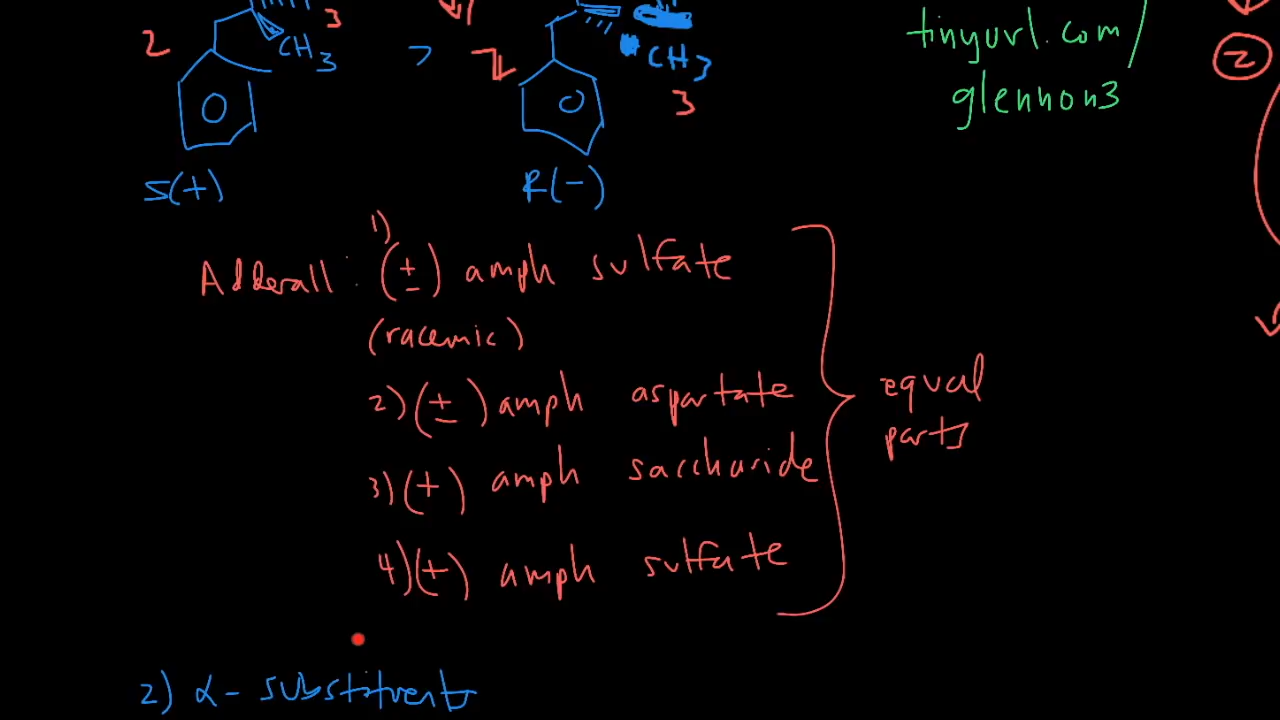 2
3
CH3
>
2
CH3
3
S(+)
R(-)
tinyurl.com/
glennon3
2
Adderall: 1) (±) amph sulfate
(racemic)
2) (±) amph aspartate
3) (+) amph saccharide
4) (+) amph sulfate
equal
parts
2) α- substituents